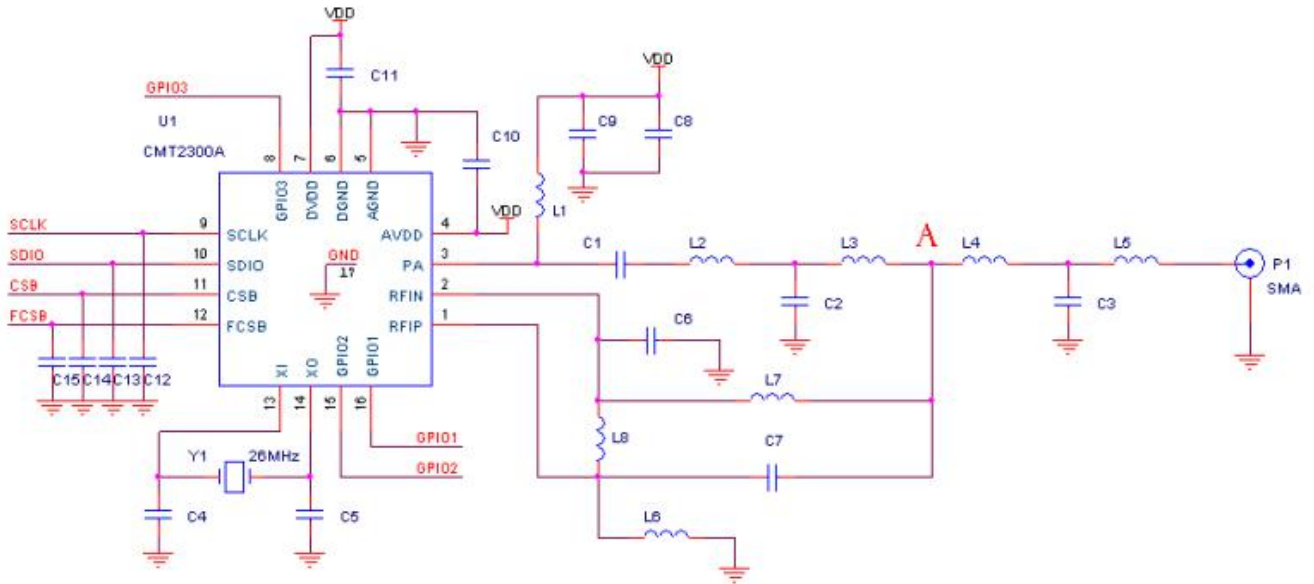 VDD
C11
VDD
GPIO3
U1
CMT2300A
C10
C9
C8
8
7
6
5
GPIO3
DVDD
DGND
AGND
L1
VDD
SCLK
9
SCLK
AVDD
4
C1
L2
L3
A
L4
L5
SDIO
10
SDIO
GND
17
PA
3
P1
SMA
CSB
11
CSB
RFIN
2
C2
C3
FCSB
12
FCSB
RFIP
1
C6
XI
XO
GPIO2
GPIO1
C15
C14
C13
C12
L7
13
14
15
16
L8
GPIO1
C7
Y1
26MHz
GPIO2
C4
C5
L6